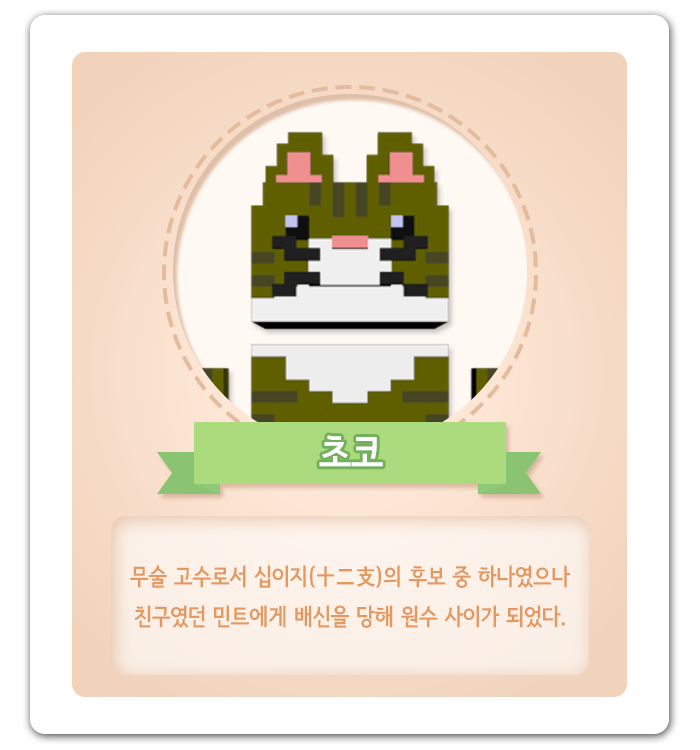 초코
무술 고수로서 십이지(十二支)의 후보 중 하나였으나
친구였던 민트에게 배신을 당해 원수 사이가 되었다.